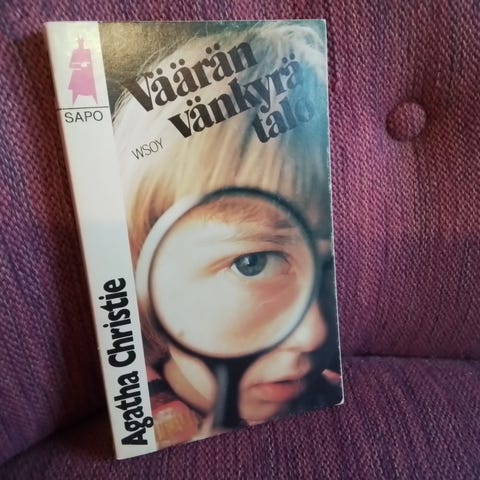 SAPO
Väärän
vänkyrä
talo
WSOY
Agatha Christie